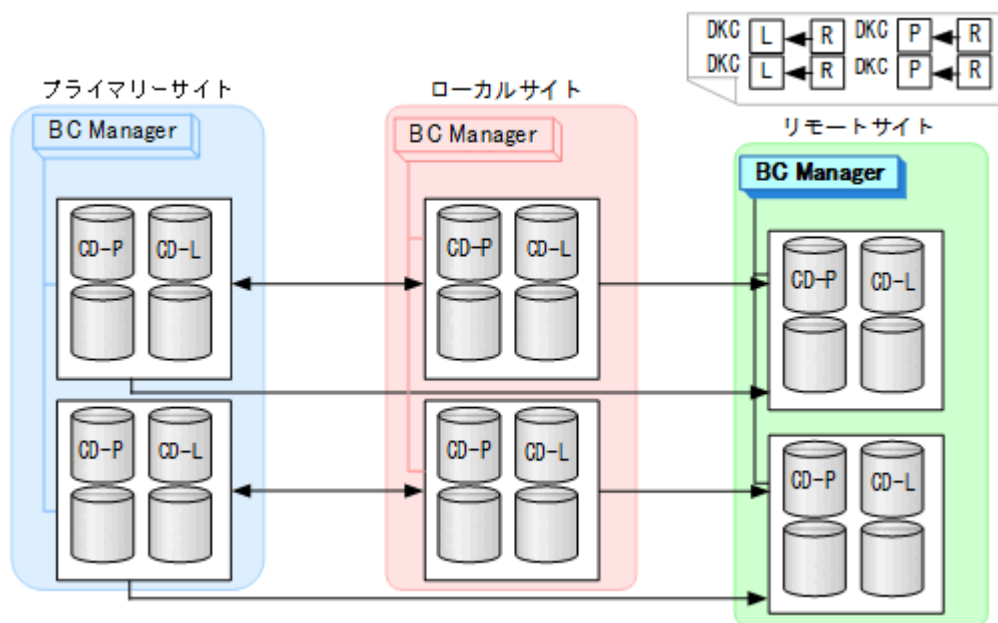 DKC L R DKC P R
DKC L R DKC P R
プライマリーサイト
ローカルサイト
リモートサイト
BC Manager
BC Manager
BC Manager
CD-P CD-L
CD-P CD-L
CD-P CD-L
CD-P CD-L
CD-P CD-L
CD-P CD-L